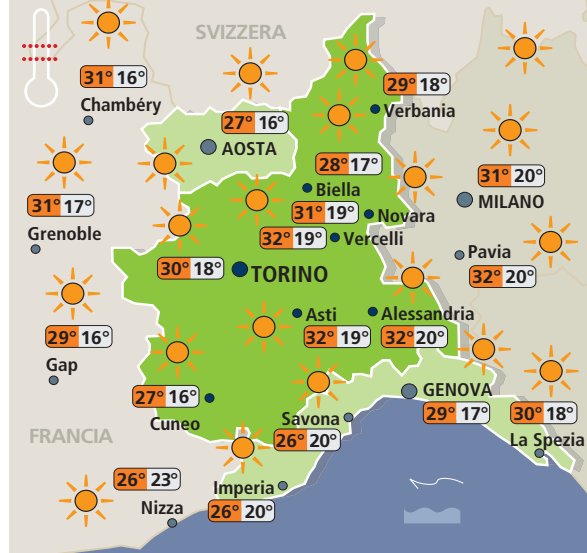 SVIZZERA
31° 16°
Chambéry
29° 18°
Verbania
27° 16°
AOSTA
28° 17°
Biella
31° 20°
MILANO
31° 17°
Grenoble
31° 19°
Novara
32° 19°
Vercelli
Pavia
32° 20°
30° 18°
TORINO
Asti
32° 19°
Alessandria
32° 20°
29° 16°
Gap
27° 16°
Cuneo
GENOVA
29° 17°
30° 18°
La Spezia
Savona
26° 20°
FRANCIA
26° 23°
Nizza
Imperia
26° 20°